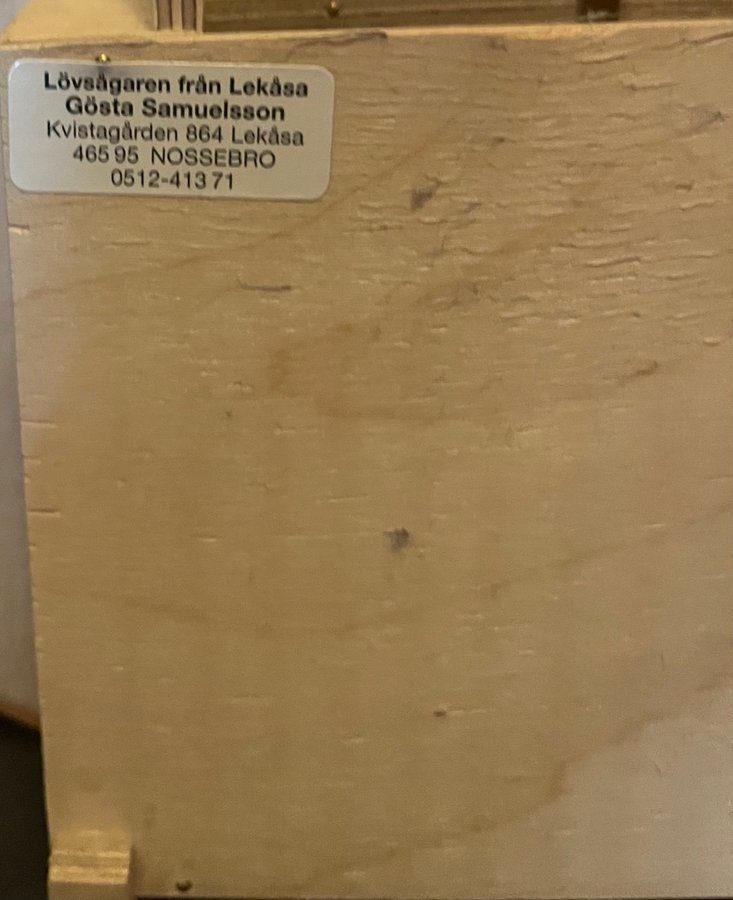 Lövsågaren från Lekåsa
Gösta Samuelsson
Kvistagården 864 Lekåsa
465 95 NOSSEBRO
0512-413 71